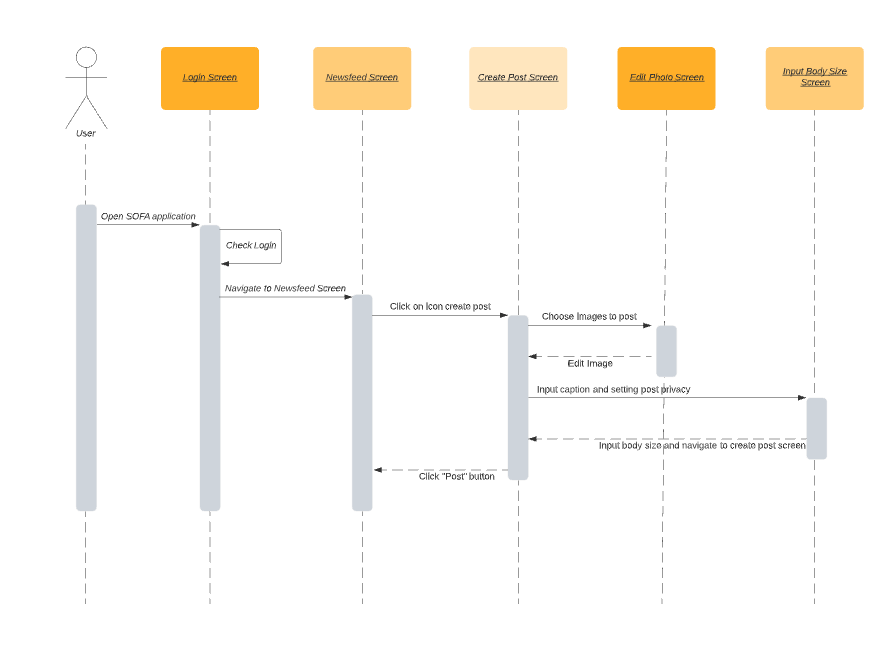 Login Screen
Newsfeed Screen
Create Post Screen
Edit Photo Screen
Input Body Size
Screen
User
Open SOFA application
Check Login
Navigate to Newsfeed Screen
Click on icon create post
Choose Images to post
Edit Image
Input caption and setting post privacy
Input body size and navigate to create post screen
Click "Post" button